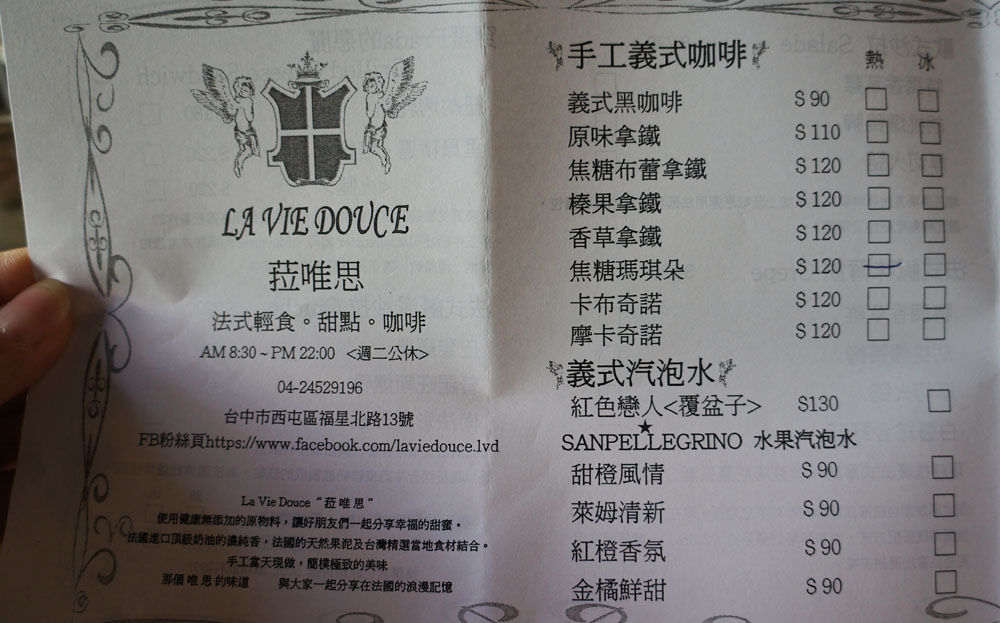 LA VIE DOUCE
菈唯思
法式輕食。甜點。咖啡
AM 8:30 ~ PM 22:00 <週二公休>
04-24529196
台中市西屯區福星北路13號
FB粉絲頁https://www.facebook.com/laviedouce.lvd
La Vie Douce “菈唯思”
使用健康無添加的原物料，讓好朋友們一起分享幸福的甜蜜。
法國進口頂級奶油的濃純香，法國的天然果泥及台灣精選當地食材結合。
手工當天現做，簡樸極致的美味
那個 唯思的味道 與大家一起分享在法國的浪漫記憶
手工義式咖啡 熱 冰
義式黑咖啡 $ 90
原味拿鐵 $ 110
焦糖布蕾拿鐵 $ 120
榛果拿鐵 $ 120
香草拿鐵 $ 120
焦糖瑪琪朵 $ 120
卡布奇諾 $ 120
摩卡奇諾 $ 120
義式汽泡水
紅色戀人<覆盆子> $130
SANPELLEGRINO 水果汽泡水
甜橙風情 $ 90
萊姆清新 $ 90
紅橙香氛 $ 90
金橘鮮甜 $ 90